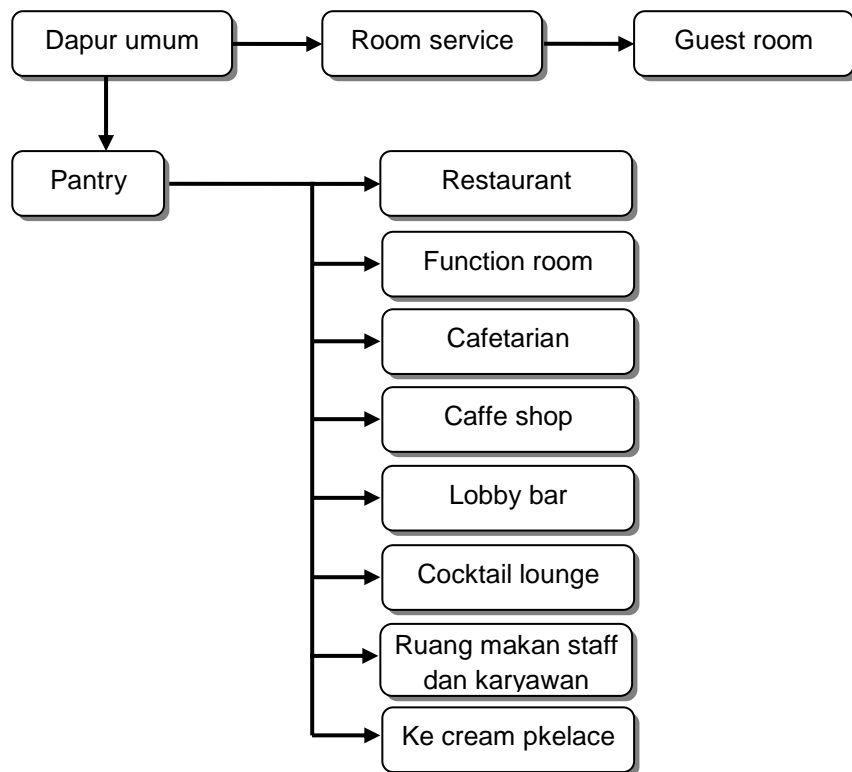 Dapur umum
Room service
Guest room
Pantry
Restaurant
Function room
Cafetarian
Caffe shop
Lobby bar
Cocktail lounge
Ruang makan staff
dan karyawan
Ke cream pkelace